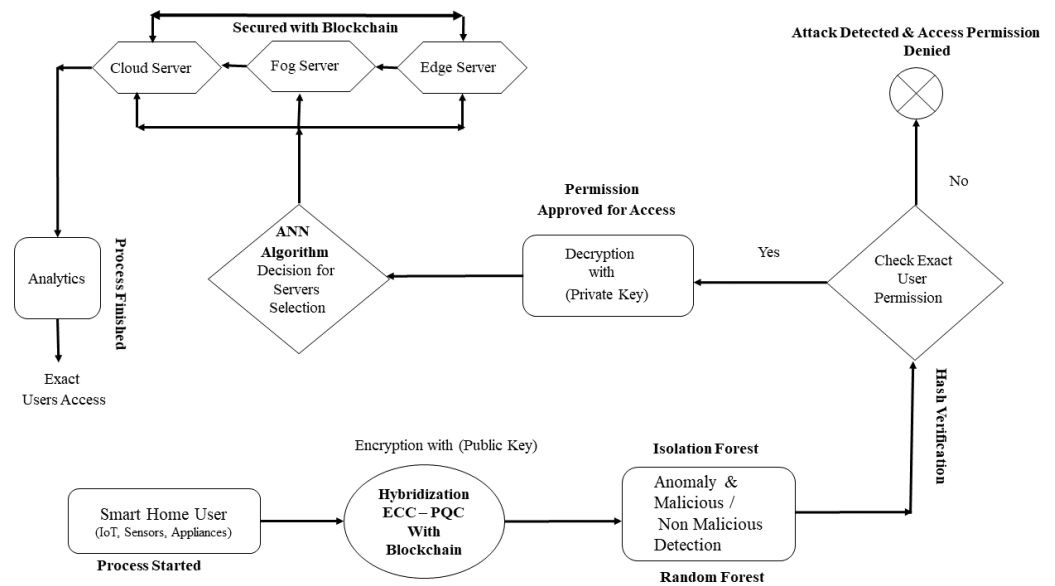 Secured with Blockchain
Cloud Server
Fog Server
Edge Server
Attack Detected & Access Permission
Denied
No
Permission
Approved for Access
ANN
Algorithm
Decision for
Servers
Selection
Decryption
with
(Private Key)
Yes
Check Exact
User
Permission
Analytics
Process Finished
Exact
Users Access
Hash Verification
Encryption with (Public Key)
Isolation Forest
Smart Home User
(IoT, Sensors, Appliances)
Process Started
Hybridization
ECC – PQC
With
Blockchain
Anomaly &
Malicious /
Non Malicious
Detection
Random Forest